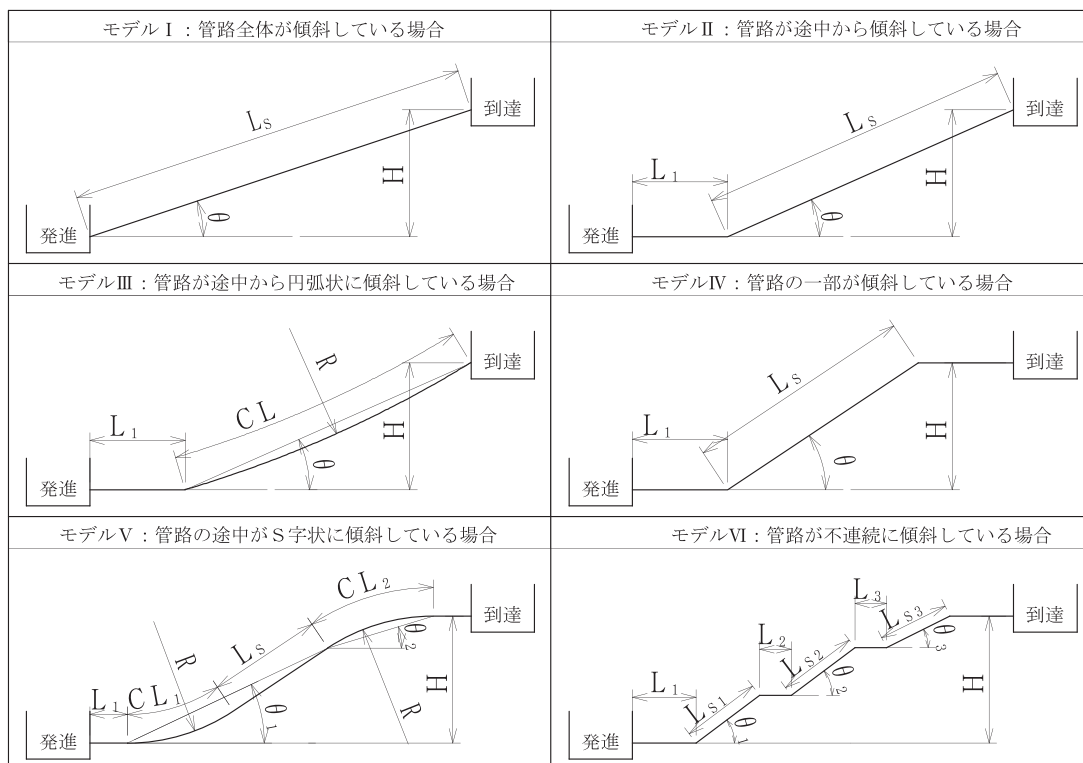 モデルⅠ：管路全体が傾斜している場合
LS
H
θ
発進
到達
モデルⅡ：管路が途中から傾斜している場合
L1
LS
H
θ
発進
到達
モデルⅢ：管路が途中から円弧状に傾斜している場合
R
CL
L1
H
θ
発進
到達
モデルⅣ：管路の一部が傾斜している場合
L1
LS
H
θ
発進
到達
モデルⅤ：管路の途中がＳ字状に傾斜している場合
CL2
LS
R
L1
CL1
θ2
θ1
H
R
発進
到達
モデルⅥ：管路が不連続に傾斜している場合
L3
LS3
L2
LS2
θ3
L1
LS1
θ2
H
θ1
発進
到達